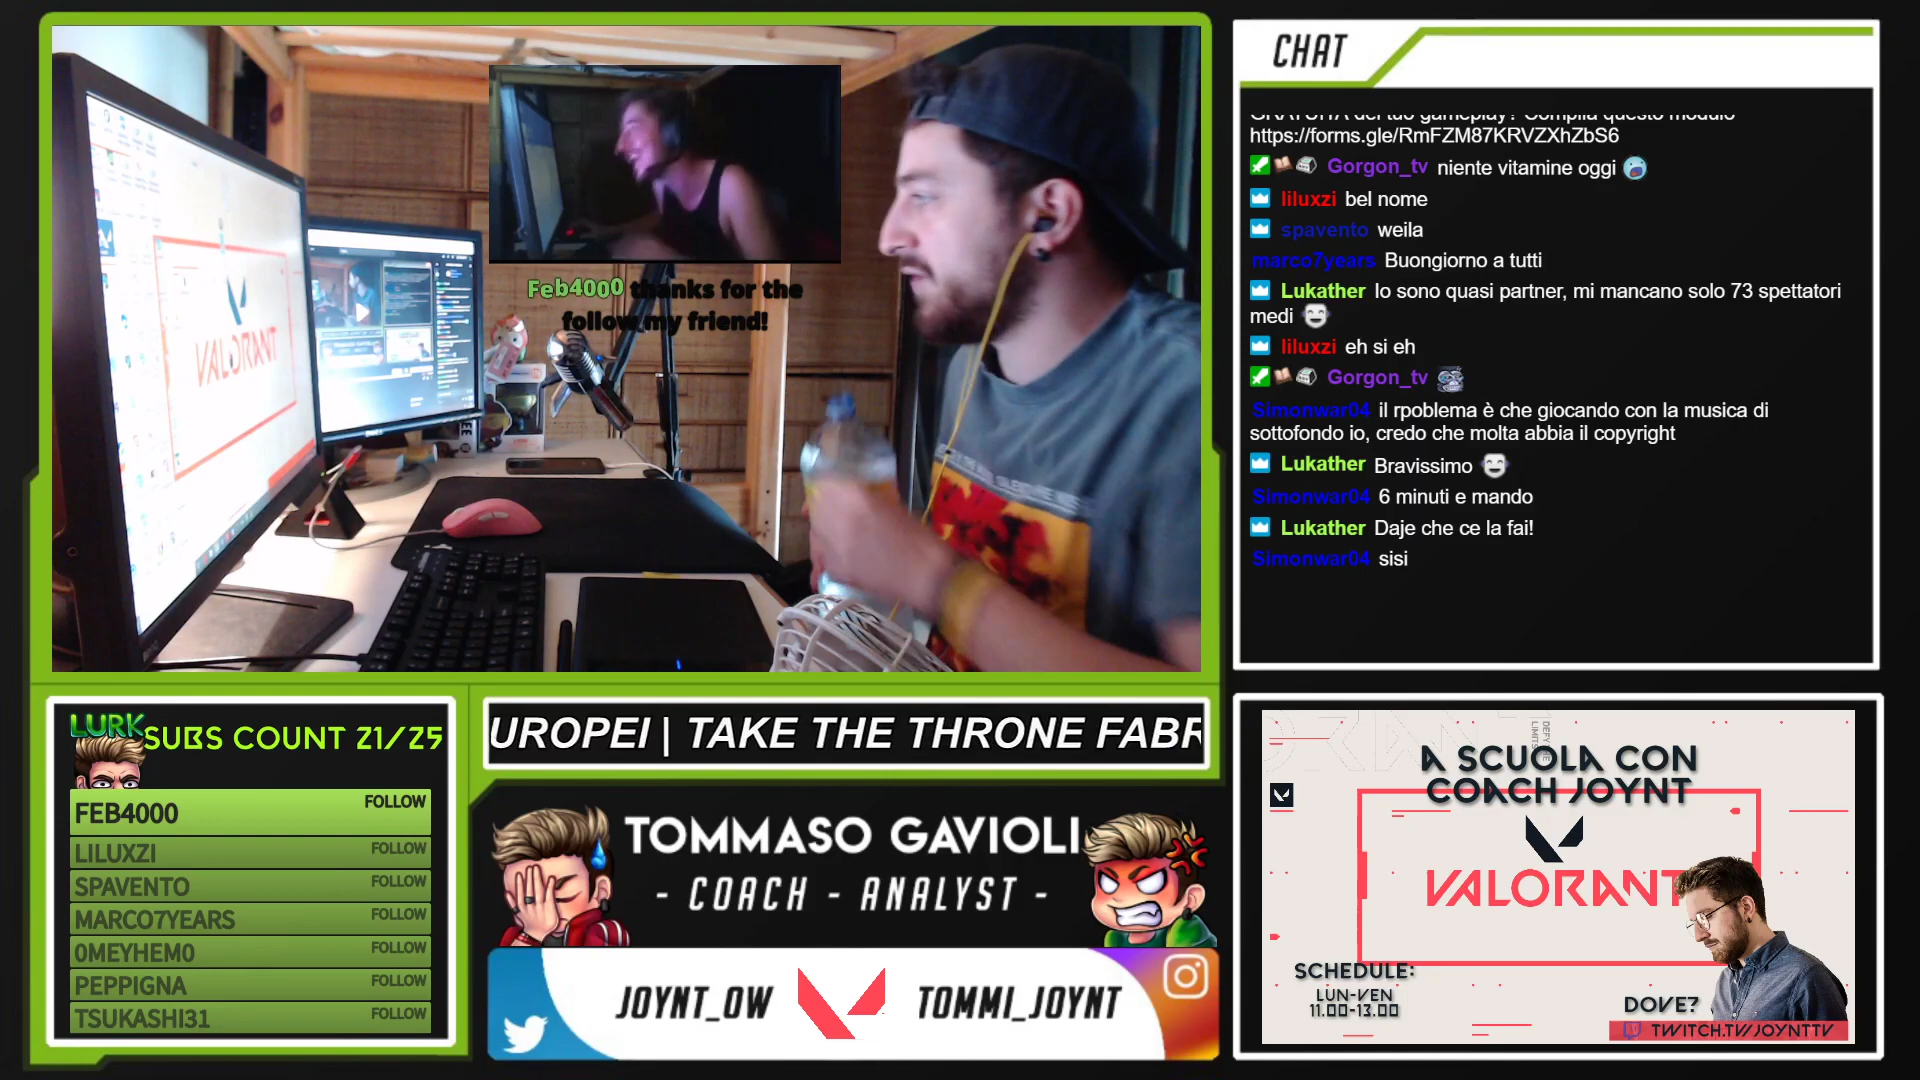 VALORANT
Feb4000 thanks for the
follow my friend!
CHAT
https://forms.gle/RmFZM87KRVZXhZbS6
Gorgon_tv niente vitamine oggi
liluxzi bel nome
spavento weila
marco7years Buongiorno a tutti
Lukather Io sono quasi partner, mi mancano solo 73 spettatori
medi
liluxzi eh si eh
Gorgon_tv
Simonwar04 il rpoblema è che giocando con la musica di
sottofondo io, credo che molta abbia il copyright
Lukather Bravissimo
Simonwar04 6 minuti e mando
Lukather Daje che ce la fai!
Simonwar04 sisi
LURK
SUBS COUNT 21/25
FEB4000 FOLLOW
LILUXZI FOLLOW
SPAVENTO FOLLOW
MARCO7YEARS FOLLOW
0MEYHEM0 FOLLOW
PEPPIGNA FOLLOW
TSUKASHI31 FOLLOW
UROPEI | TAKE THE THRONE FABR
TOMMASO GAVIOLI
- COACH - ANALYST -
JOYNT_OW
TOMMI_JOYNT
A SCUOLA CON
COACH JOYNT
VALORANT
SCHEDULE:
LUN-VEN
11.00-13.00
DOVE?
TWITCH.TV/JOYNTTV